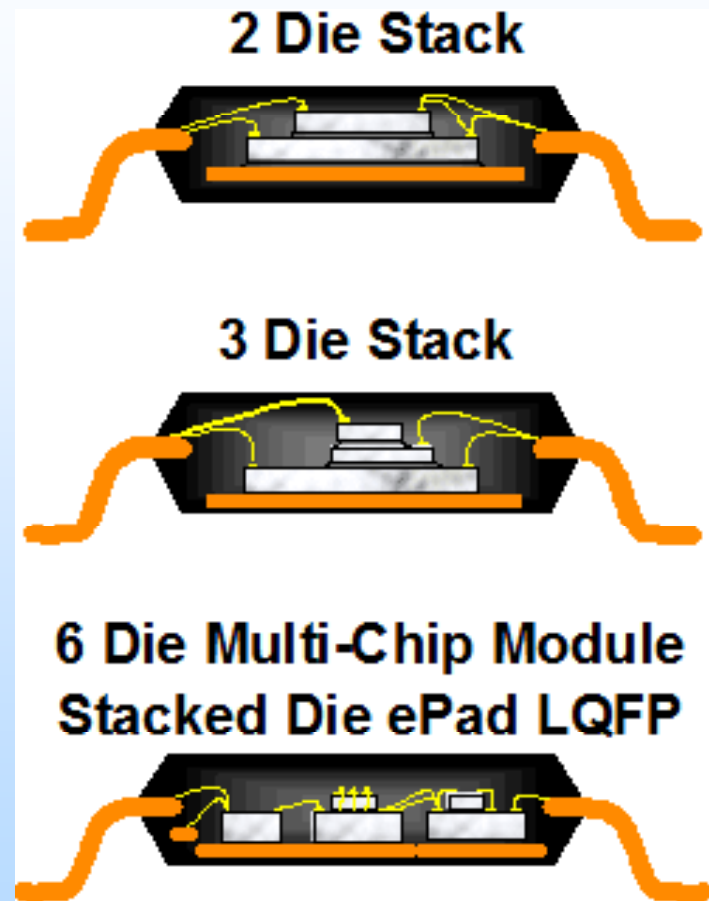 2 Die Stack
3 Die Stack
6 Die Multi-Chip Module
Stacked Die ePad LQFP